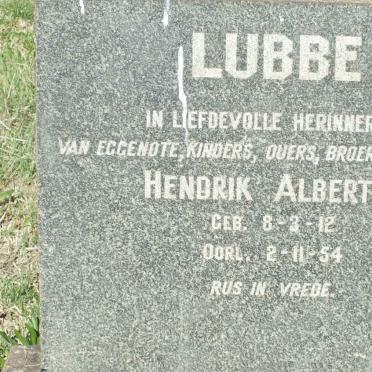 LUBBE
IN LIEFDEVOLLE HERINNER
VAN EGGENOTE, KINDERS, OUERS, BROER
HENDRIK ALBERT
GEB. 8-3-12
OORL. 2-11-54
RUS IN VREDE.